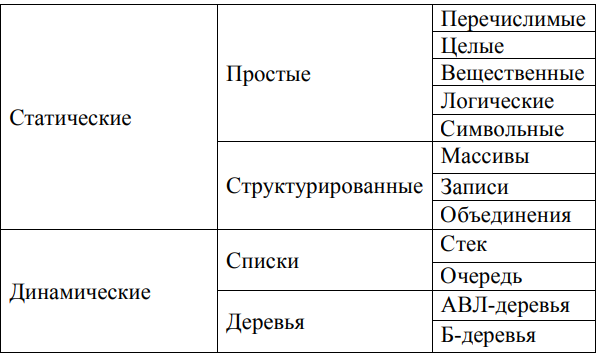 Статические
Простые
Перечислимые
Целые
Вещественные
Логические
Символьные
Структурированные
Массивы
Записи
Объединения
Динамические
Списки
Стек
Очередь
Деревья
АВЛ-деревья
Б-деревья